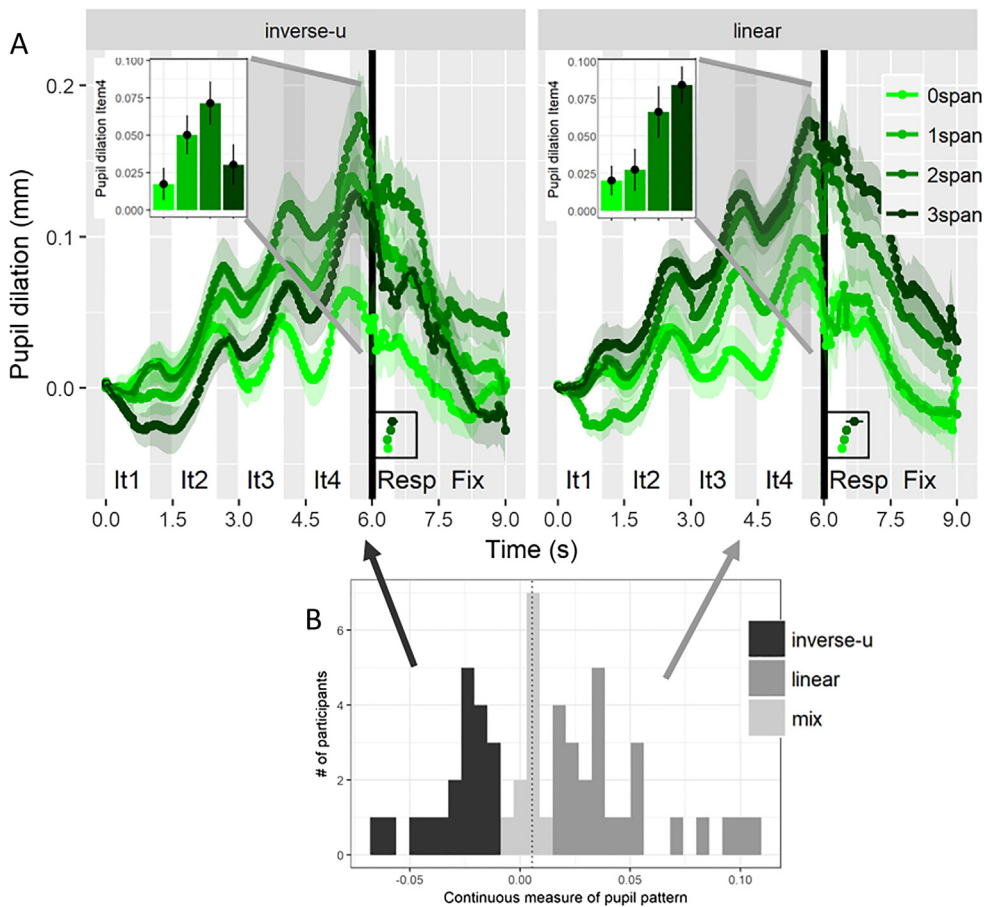 A
inverse-u
linear
Pupil dilation (mm)
0.2
0.1
0.0
Pupil dilation Item4
0.100
0.075
0.050
0.025
0.000
Pupil dilation Item4
0.100
0.075
0.050
0.025
0.000
0span
1span
2span
3span
It1 It2 It3 It4 Resp Fix
It1 It2 It3 It4 Resp Fix
0.0 1.5 3.0 4.5 6.0 7.5 9.0
0.0 1.5 3.0 4.5 6.0 7.5 9.0
Time (s)
B
# of participants
6
4
2
0
inverse-u
linear
mix
-0.05 0.00 0.05 0.10
Continuous measure of pupil pattern